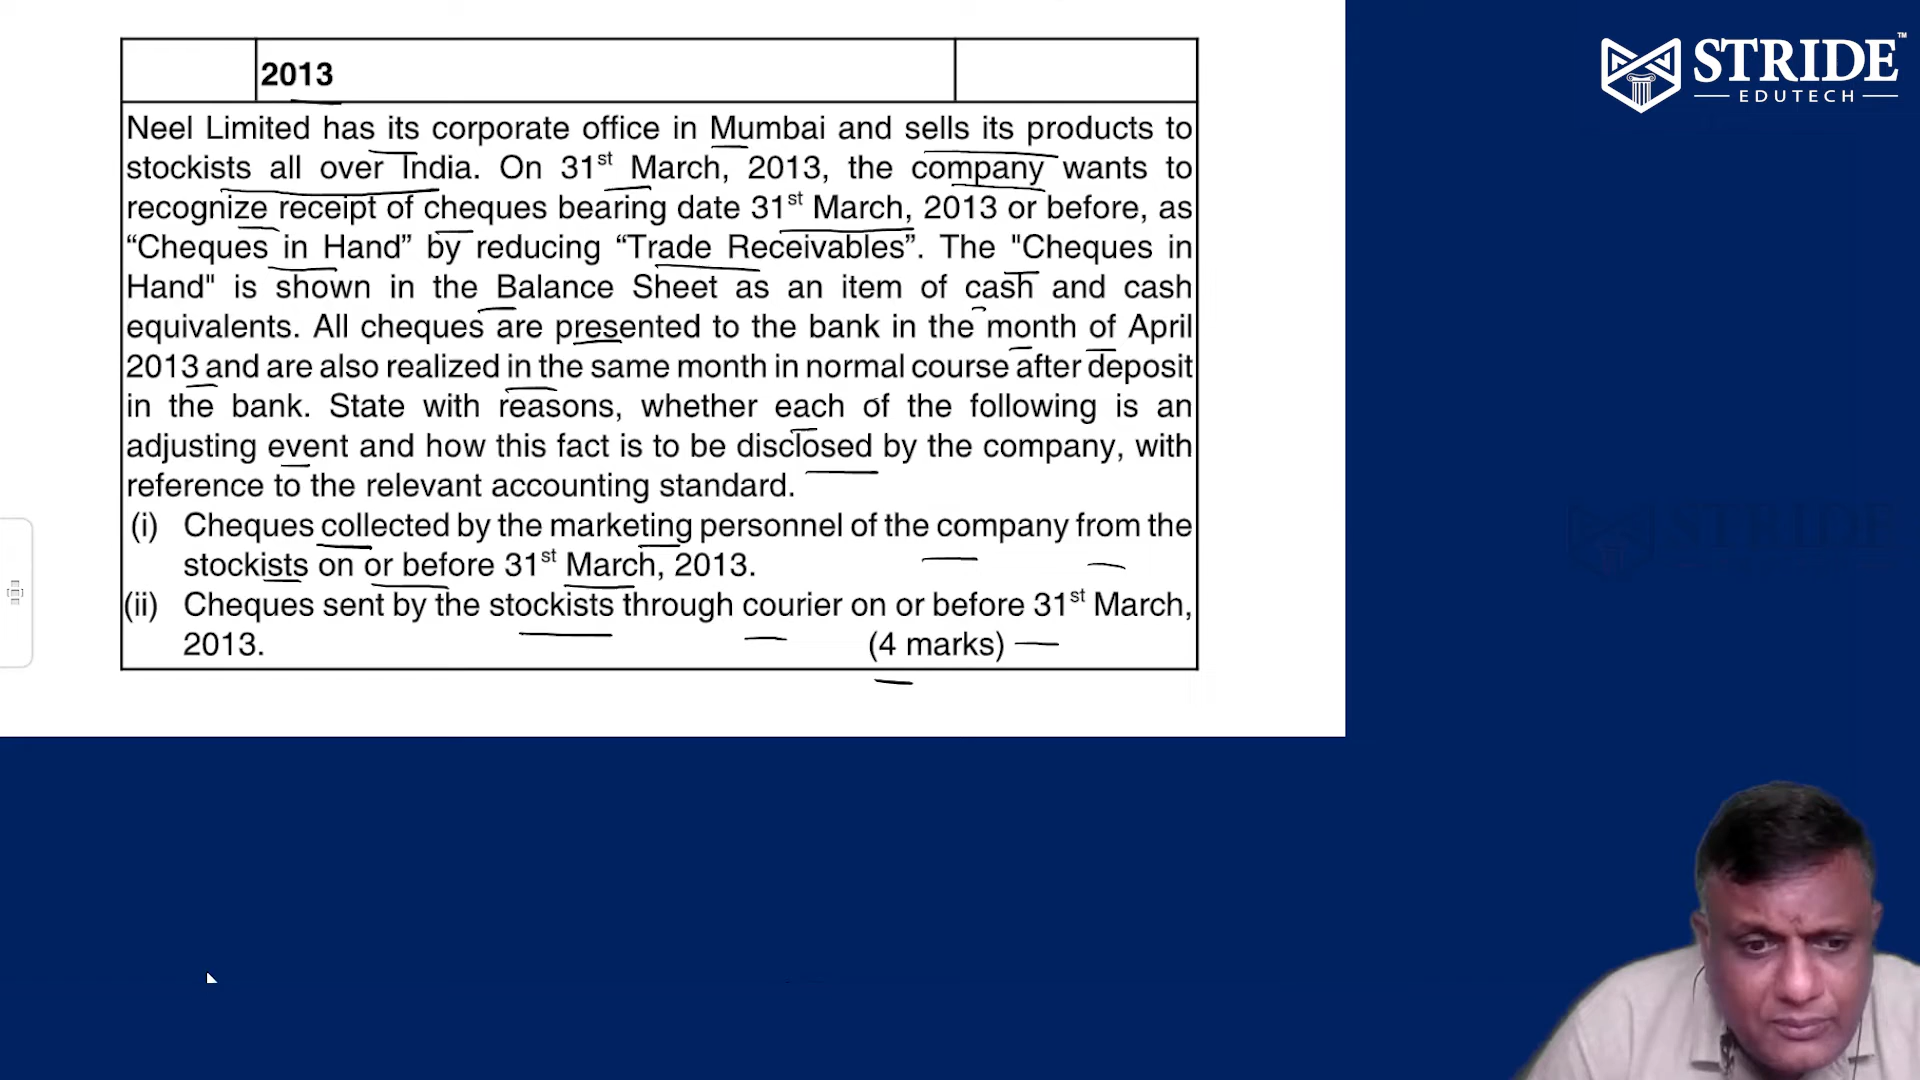 STRIDE™
EDUTECH
2013
Neel Limited has its corporate office in Mumbai and sells its products to
stockists all over India. On 31st March, 2013, the company wants to
recognize receipt of cheques bearing date 31st March, 2013 or before, as
“Cheques in Hand” by reducing “Trade Receivables”. The "Cheques in
Hand" is shown in the Balance Sheet as an item of cash and cash
equivalents. All cheques are presented to the bank in the month of April
2013 and are also realized in the same month in normal course after deposit
in the bank. State with reasons, whether each of the following is an
adjusting event and how this fact is to be disclosed by the company, with
reference to the relevant accounting standard.
(i) Cheques collected by the marketing personnel of the company from the
stockists on or before 31st March, 2013.
(ii) Cheques sent by the stockists through courier on or before 31st March,
2013. (4 marks)
STRIDE